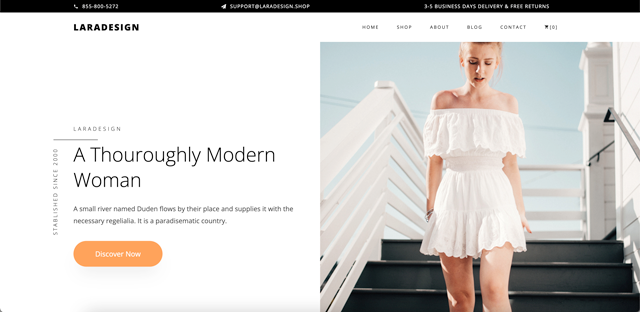 855-800-5272
SUPPORT@LARADESIGN.SHOP
3-5 BUSINESS DAYS DELIVERY & FREE RETURNS
LARADESIGN
HOME SHOP ABOUT BLOG CONTACT [0]
LARADESIGN
STABLISHED SINCE 2000
A Thouroughly Modern
Woman
A small river named Duden flows by their place and supplies it with the
necessary regelialia. It is a paradisematic country.
Discover Now